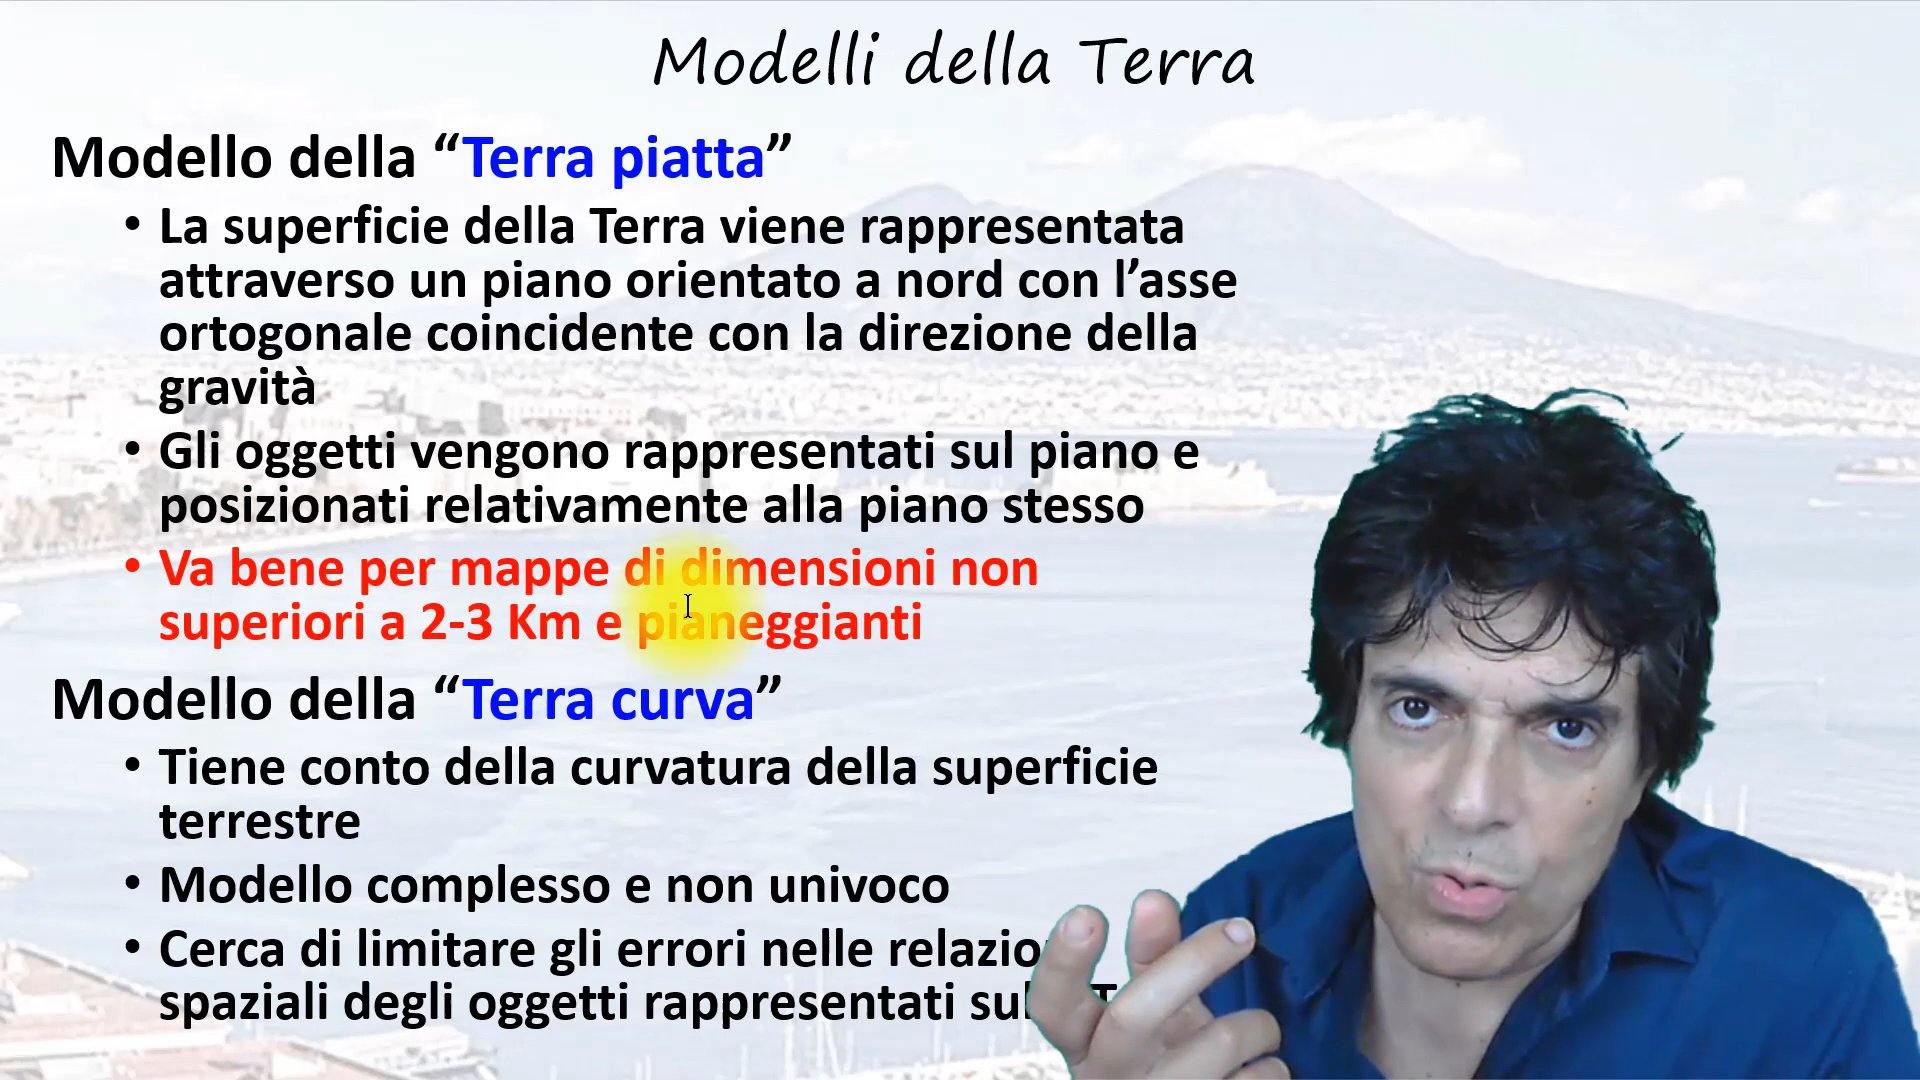 Modelli della Terra
Modello della “Terra piatta”
• La superficie della Terra viene rappresentata
attraverso un piano orientato a nord con l’asse
ortogonale coincidente con la direzione della
gravità
• Gli oggetti vengono rappresentati sul piano e
posizionati relativamente alla piano stesso
• Va bene per mappe di dimensioni non
superiori a 2-3 Km e pianeggianti
Modello della “Terra curva”
• Tiene conto della curvatura della superficie
terrestre
• Modello complesso e non univoco
• Cerca di limitare gli errori nelle
spaziali degli oggetti rappresentati